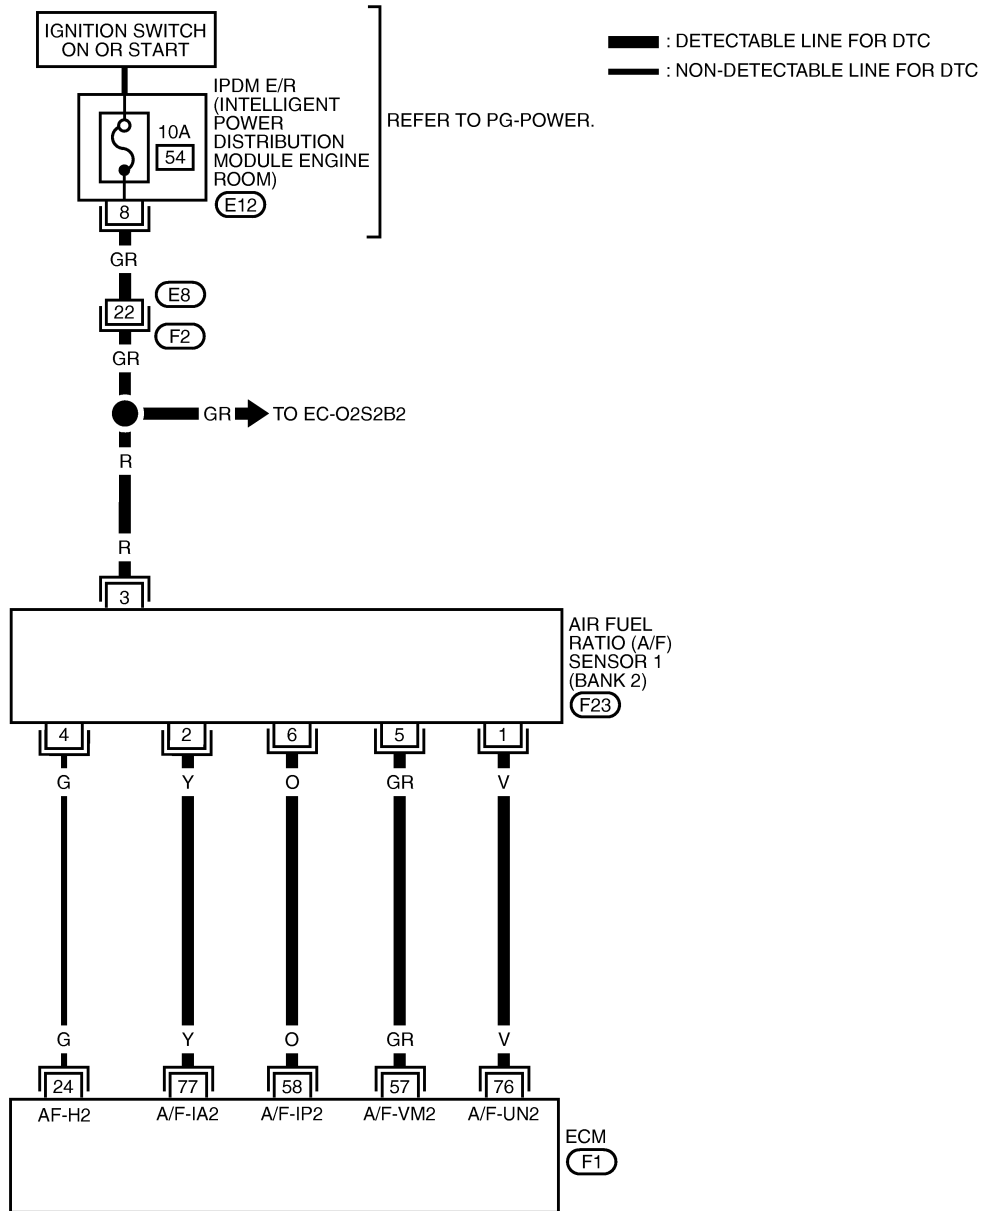 IGNITION SWITCH
ON OR START
: DETECTABLE LINE FOR DTC
: NON-DETECTABLE LINE FOR DTC
IPDM E/R
(INTELLIGENT
POWER
DISTRIBUTION
MODULE ENGINE
ROOM)
E12
10A
54
REFER TO PG-POWER.
8
GR
E8
22
F2
GR
GR
TO EC-O2S2B2
R
R
3
AIR FUEL
RATIO (A/F)
SENSOR 1
(BANK 2)
F23
4 2 6 5 1
G Y O GR V
G Y O GR V
24 77 58 57 76
AF-H2 A/F-IA2 A/F-IP2 A/F-VM2 A/F-UN2
ECM
F1